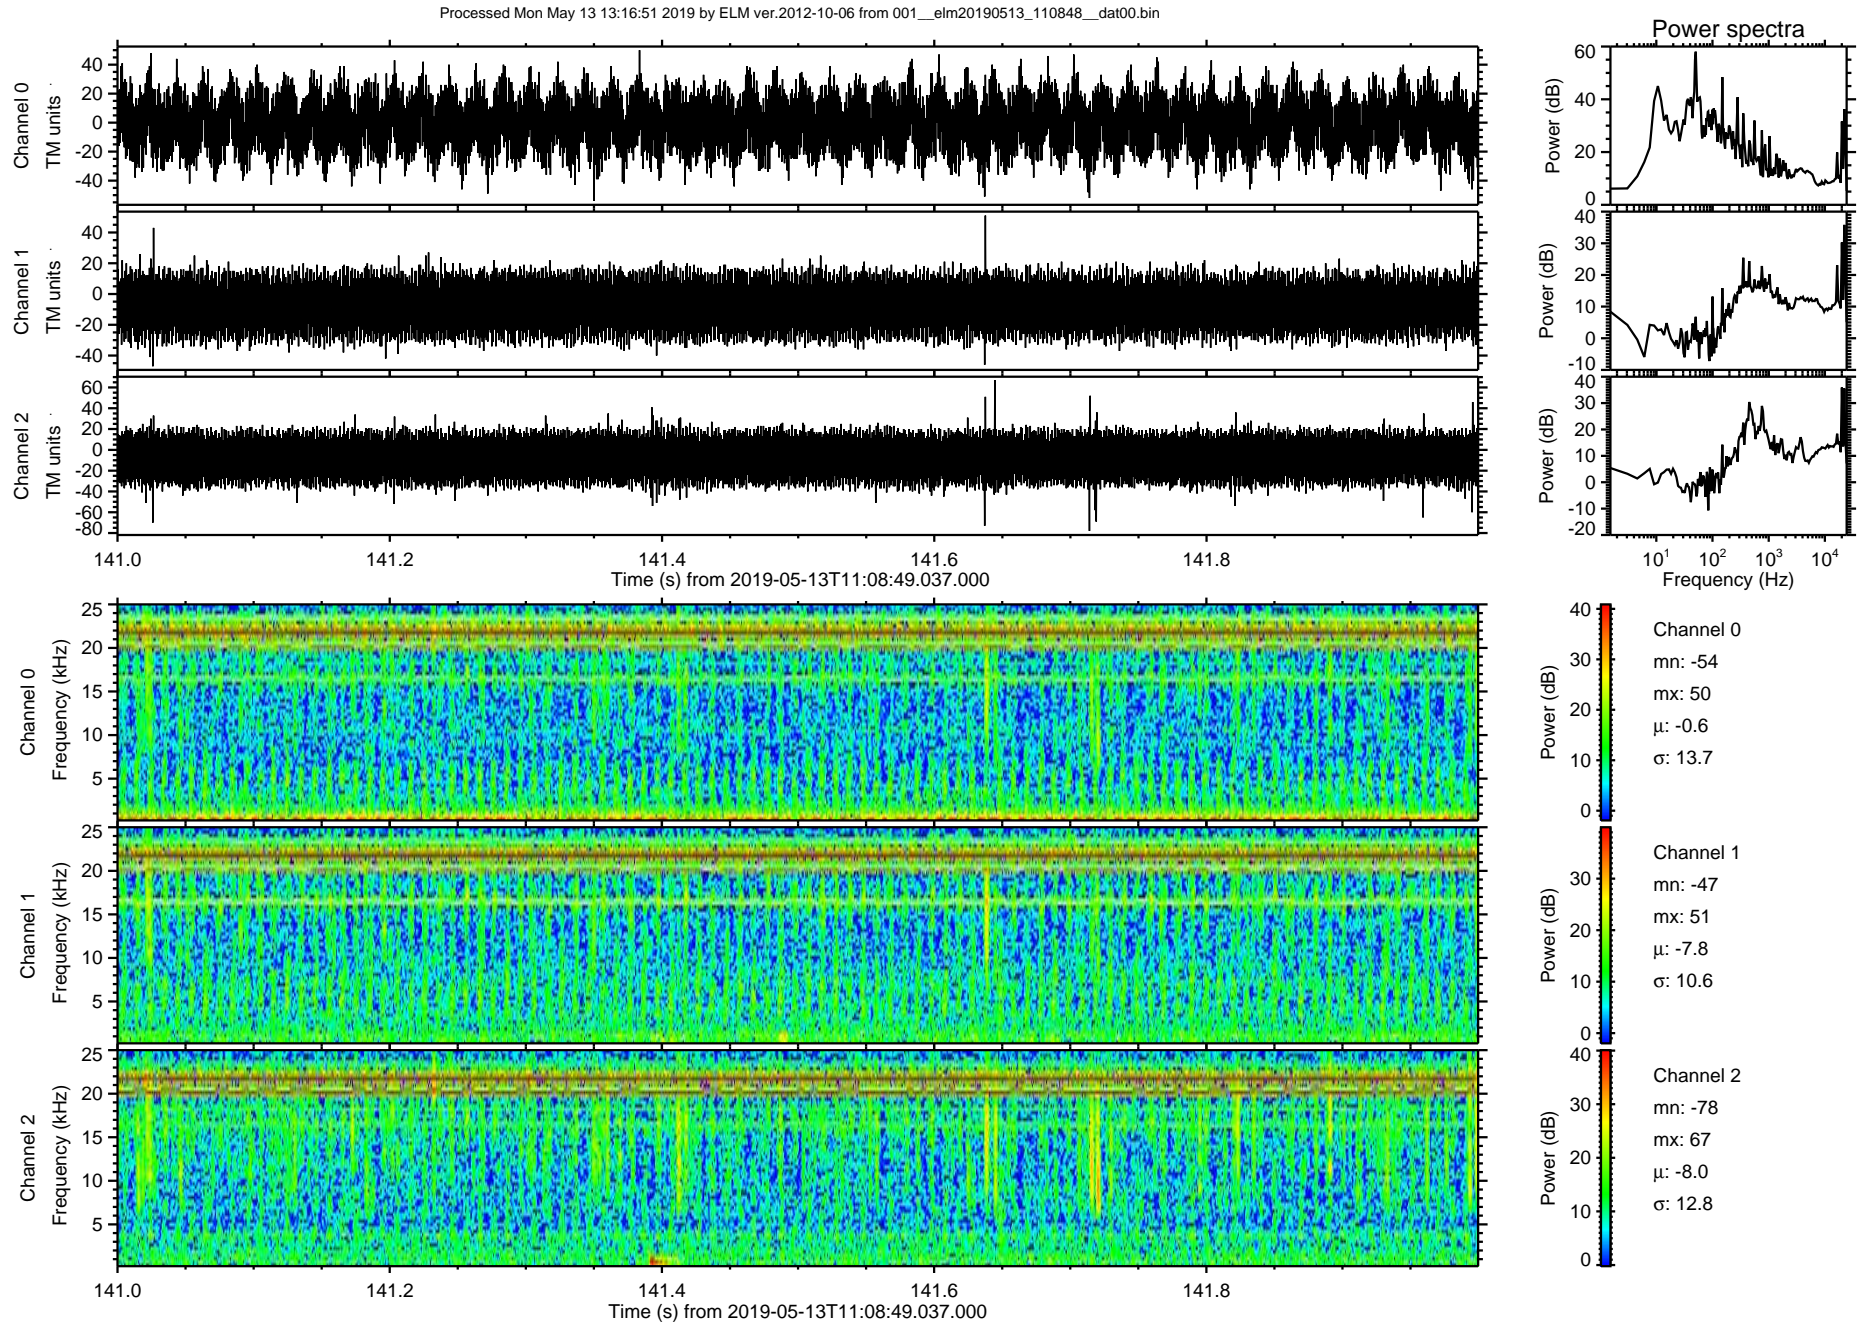 Processed Mon May 13 13:16:51 2019 by ELM ver.2012-10-06 from 001__elm20190513_110848__dat00.bin
Power spectra
Channel 0
TM units
40
20
0
-20
-40
Power (dB)
60
40
20
0
Channel 1
TM units
40
20
0
-20
-40
Power (dB)
40
30
20
10
0
-10
Channel 2
TM units
60
40
20
0
-20
-40
-60
-80
Power (dB)
40
30
20
10
0
-10
-20
141.0 141.2 141.4 141.6 141.8
Time (s) from 2019-05-13T11:08:49.037.000
10¹ 10² 10³ 10⁴
Frequency (Hz)
Channel 0
Frequency (kHz)
25
20
15
10
5
Power (dB)
40
30
20
10
0
Channel 0
mn: -54
mx: 50
μ: -0.6
σ: 13.7
Channel 1
Frequency (kHz)
25
20
15
10
5
Power (dB)
30
20
10
0
Channel 1
mn: -47
mx: 51
μ: -7.8
σ: 10.6
Channel 2
Frequency (kHz)
25
20
15
10
5
Power (dB)
40
30
20
10
0
Channel 2
mn: -78
mx: 67
μ: -8.0
σ: 12.8
141.0 141.2 141.4 141.6 141.8
Time (s) from 2019-05-13T11:08:49.037.000